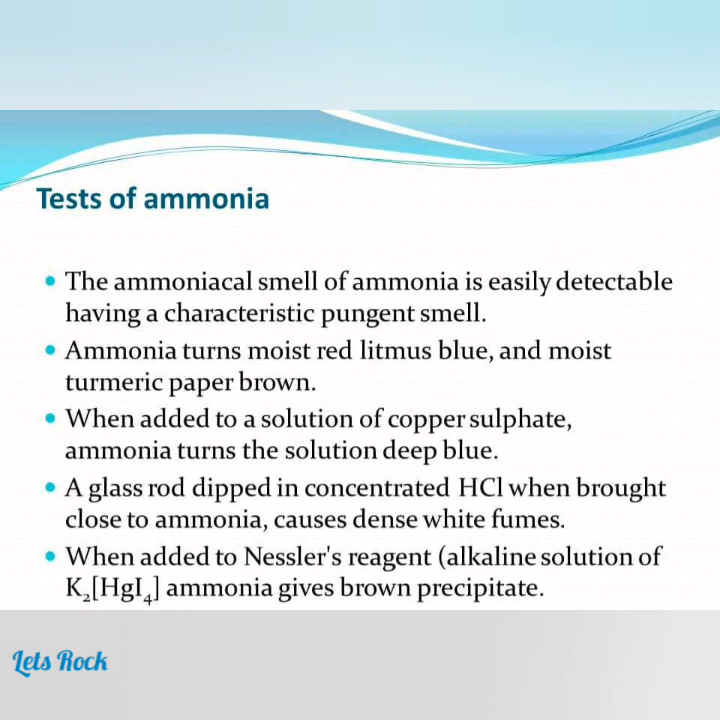 Tests of ammonia
• The ammoniacal smell of ammonia is easily detectable
having a characteristic pungent smell.
• Ammonia turns moist red litmus blue, and moist
turmeric paper brown.
• When added to a solution of copper sulphate,
ammonia turns the solution deep blue.
• A glass rod dipped in concentrated HCl when brought
close to ammonia, causes dense white fumes.
• When added to Nessler's reagent (alkaline solution of
K₂[HgI₄] ammonia gives brown precipitate.
Lets Rock